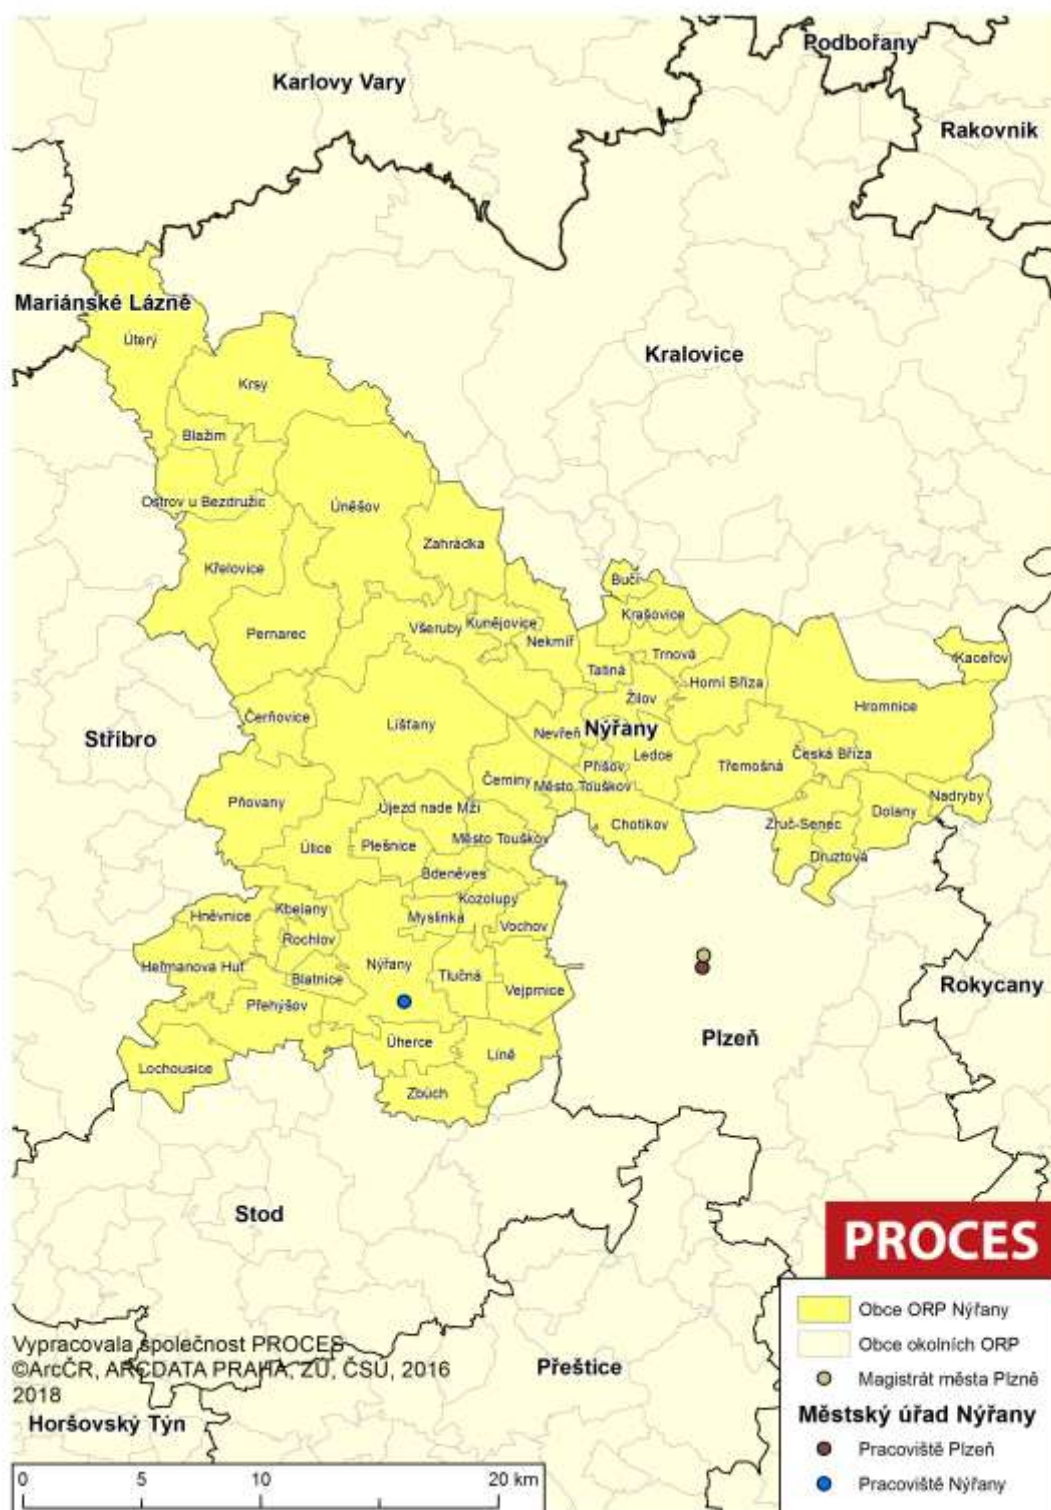 Podbořany
Karlovy Vary
Rakovník
Mariánské Lázně
Úterý
Kralovice
Krsy
Blažim
Ostrov u Bezdružic
Úněšov
Zahrádka
Křelovice
Bučí
Krašovice
Všeruby
Kunějovice
Pernarec
Nekmíř
Trnová
Kaceřov
Tatiná
Horní Bříza
Žilov
Hromnice
Čerňovice
Líšťany
Nevřeň
Nýřany
Stříbro
Ledce
Česká Bříza
Příšov
Třemošná
Čeminy
Město Touškov
Pňovany
Újezd nade Mží
Nadryby
Dolany
Chotíkov
Zruč-Senec
Město Touškov
Úlice
Plešnice
Druztová
Bdeněves
Kozolupy
Kbelany
Hněvnice
Myslinka
Vochov
Rochlov
Nýřany
Heřmanova Huť
Blatnice
Tlučná
Vejprnice
Rokycany
Přehýšov
Plzeň
Úherce
Líně
Lochousice
Zbůch
Stod
PROCES
Obce ORP Nýřany
Vypracovala společnost PROCES
Obce okolních ORP
©ArcČR, ARCDATA PRAHA, ZÚ, ČSÚ, 2016
Přeštice
Magistrát města Plzně
2018
Městský úřad Nýřany
Horšovský Týn
Pracoviště Plzeň
0 5 10 20 km
Pracoviště Nýřany